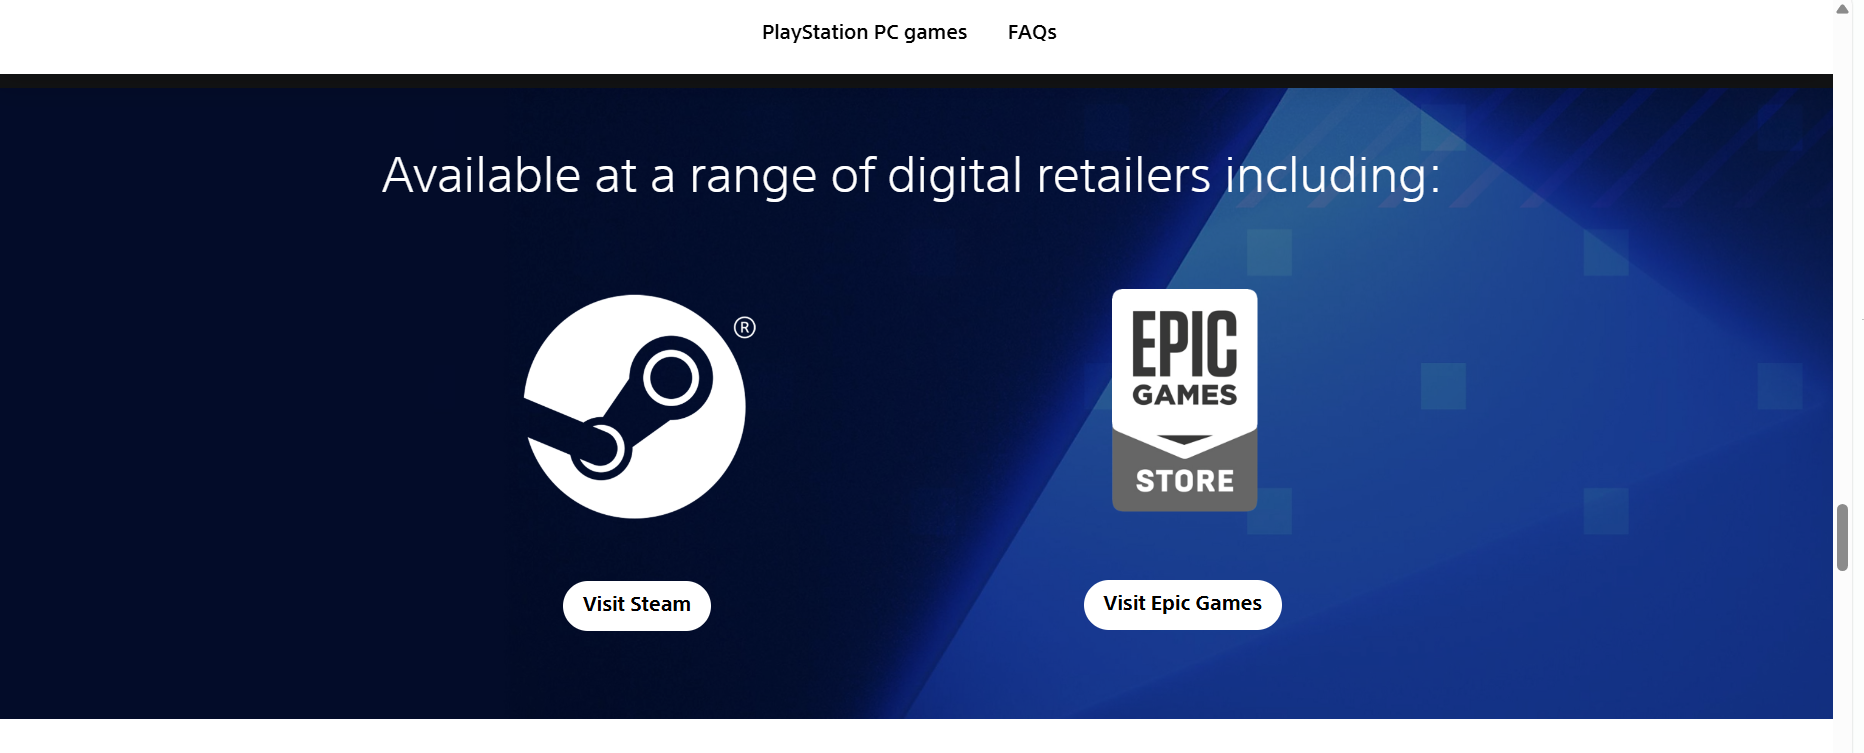 PlayStation PC games
FAQs
Available at a range of digital retailers including:
®
EPIC
GAMES
STORE
Visit Steam
Visit Epic Games